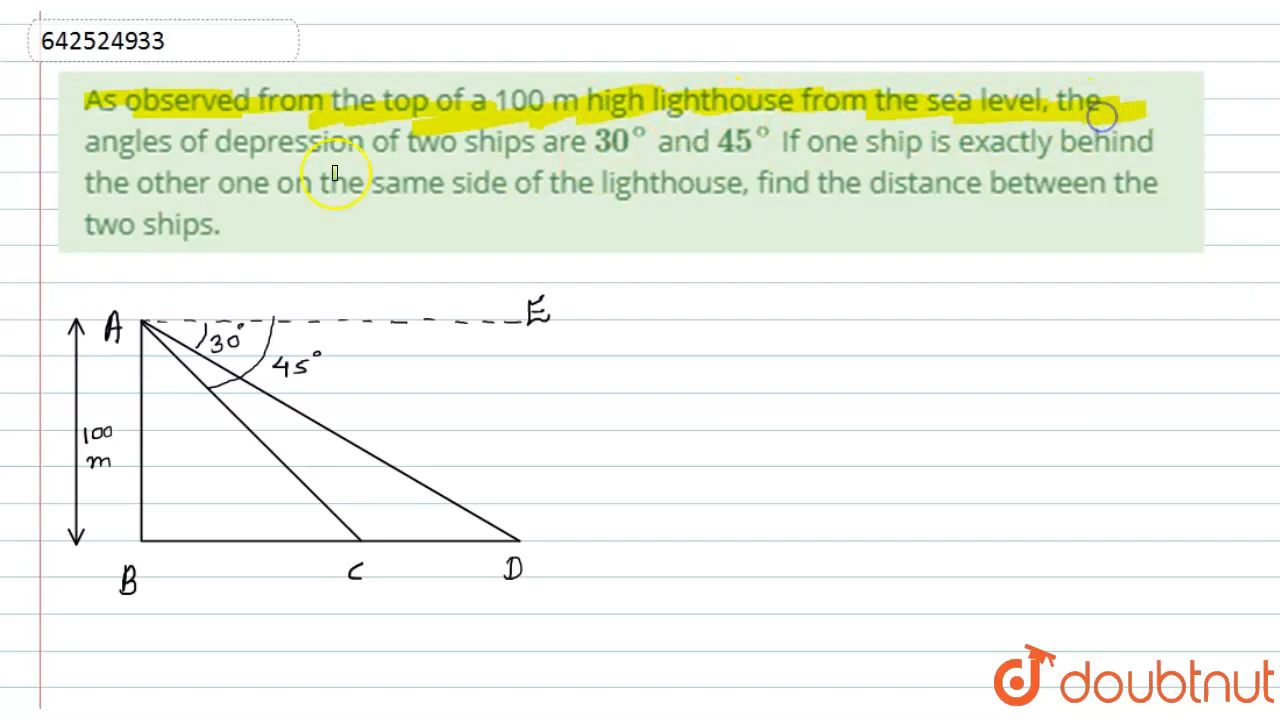 642524933
As observed from the top of a 100 m high lighthouse from the sea level, the
angles of depression of two ships are 30° and 45° If one ship is exactly behind
the other one on the same side of the lighthouse, find the distance between the
two ships.
E
A
30°
45°
100
m
B
C
D
doubtnut